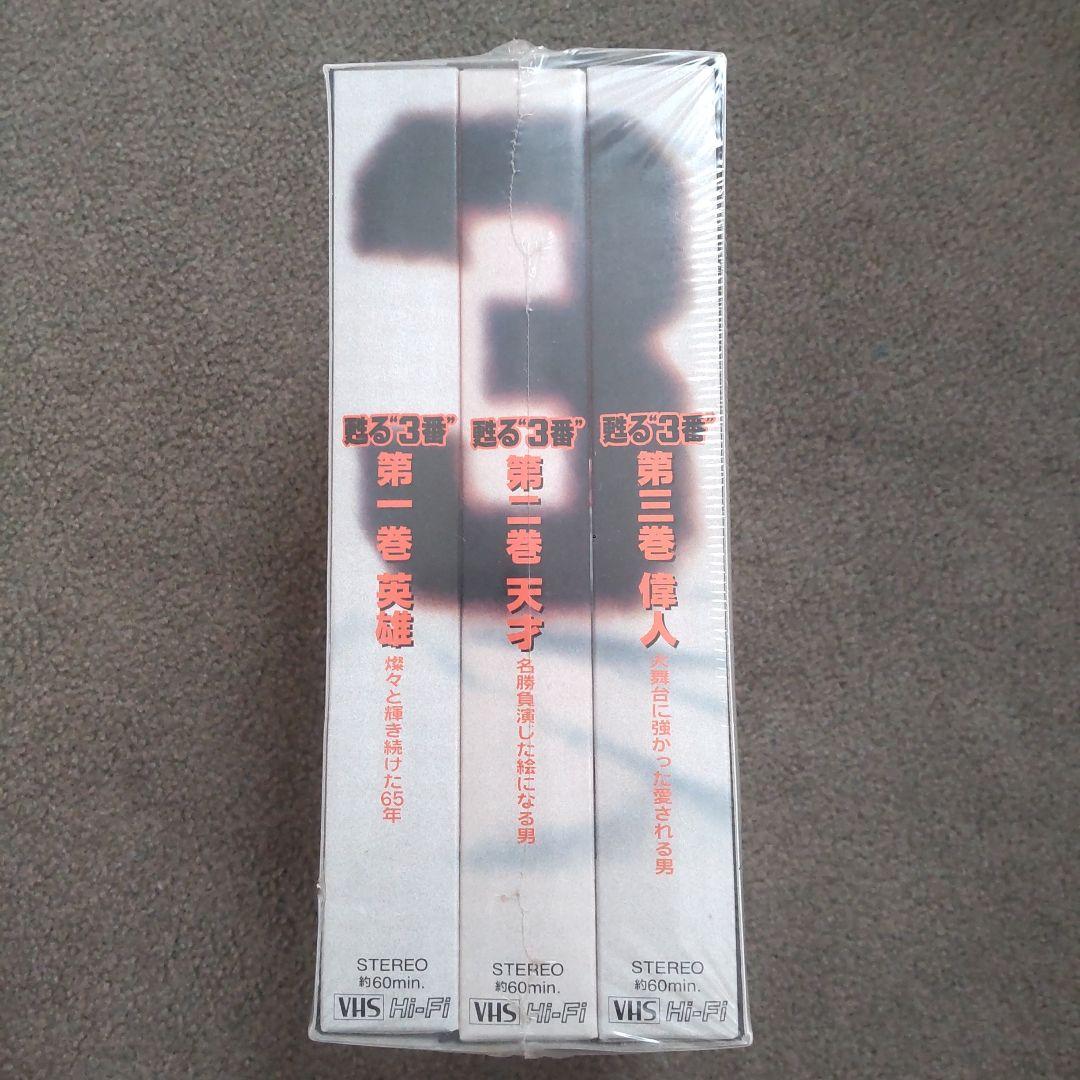 3
甦る"3番"
第一巻 英雄
燦々と輝き続けた65年
STEREO
約60min.
VHS Hi-Fi
甦る"3番"
第二巻 天才
名勝負演じた絵になる男
STEREO
約60min.
VHS Hi-Fi
甦る"3番"
第三巻 偉人
大舞台に強かった愛される男
STEREO
約60min.
VHS Hi-Fi